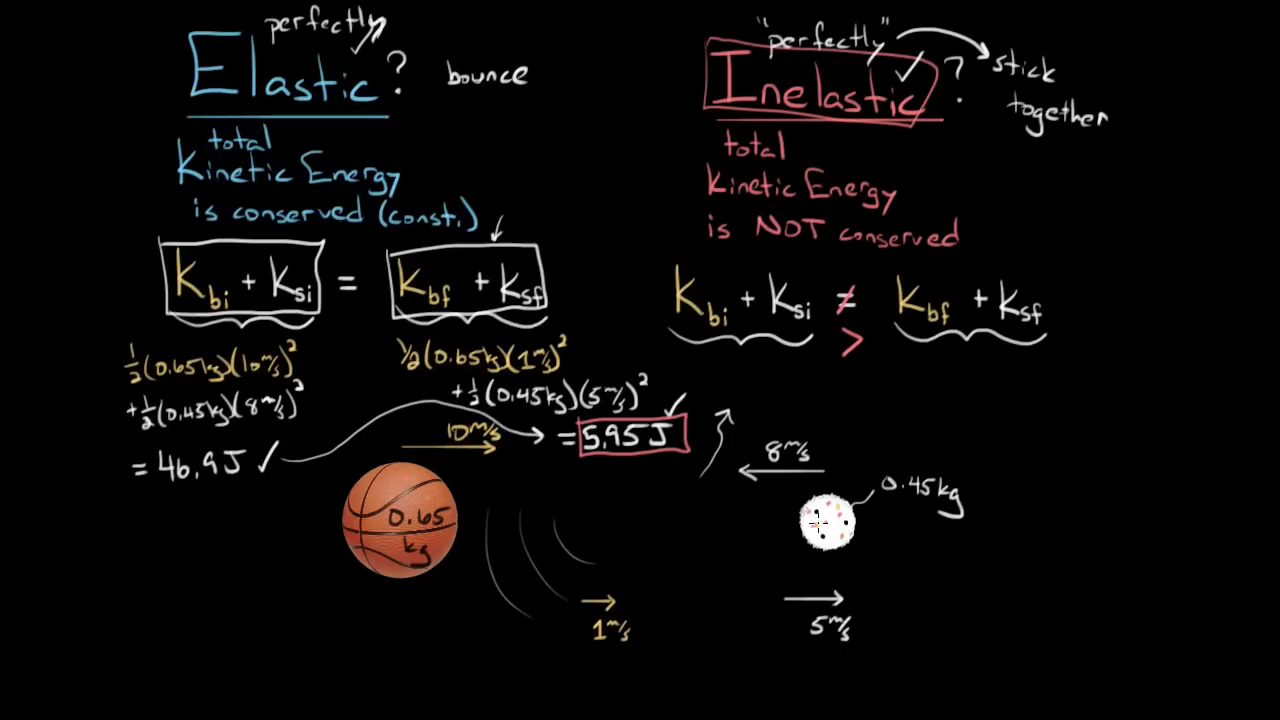 perfectly
Elastic?
bounce
total
Kinetic Energy
is conserved (const.)
Kbi + Ksi = Kbf + Ksf
½(0.65kg)(10m/s)²
+½(0.45kg)(8m/s)²
= 46.9J ✓
½(0.65kg)(1m/s)²
+½(0.45kg)(5m/s)²
= 5.95J ✓
"perfectly"
Inelastic ✓ ?
stick
together
total
Kinetic Energy
is NOT conserved
Kbi + Ksi ≠ Kbf + Ksf
>
10m/s
0.65
kg
8m/s
0.45kg
1m/s
5m/s